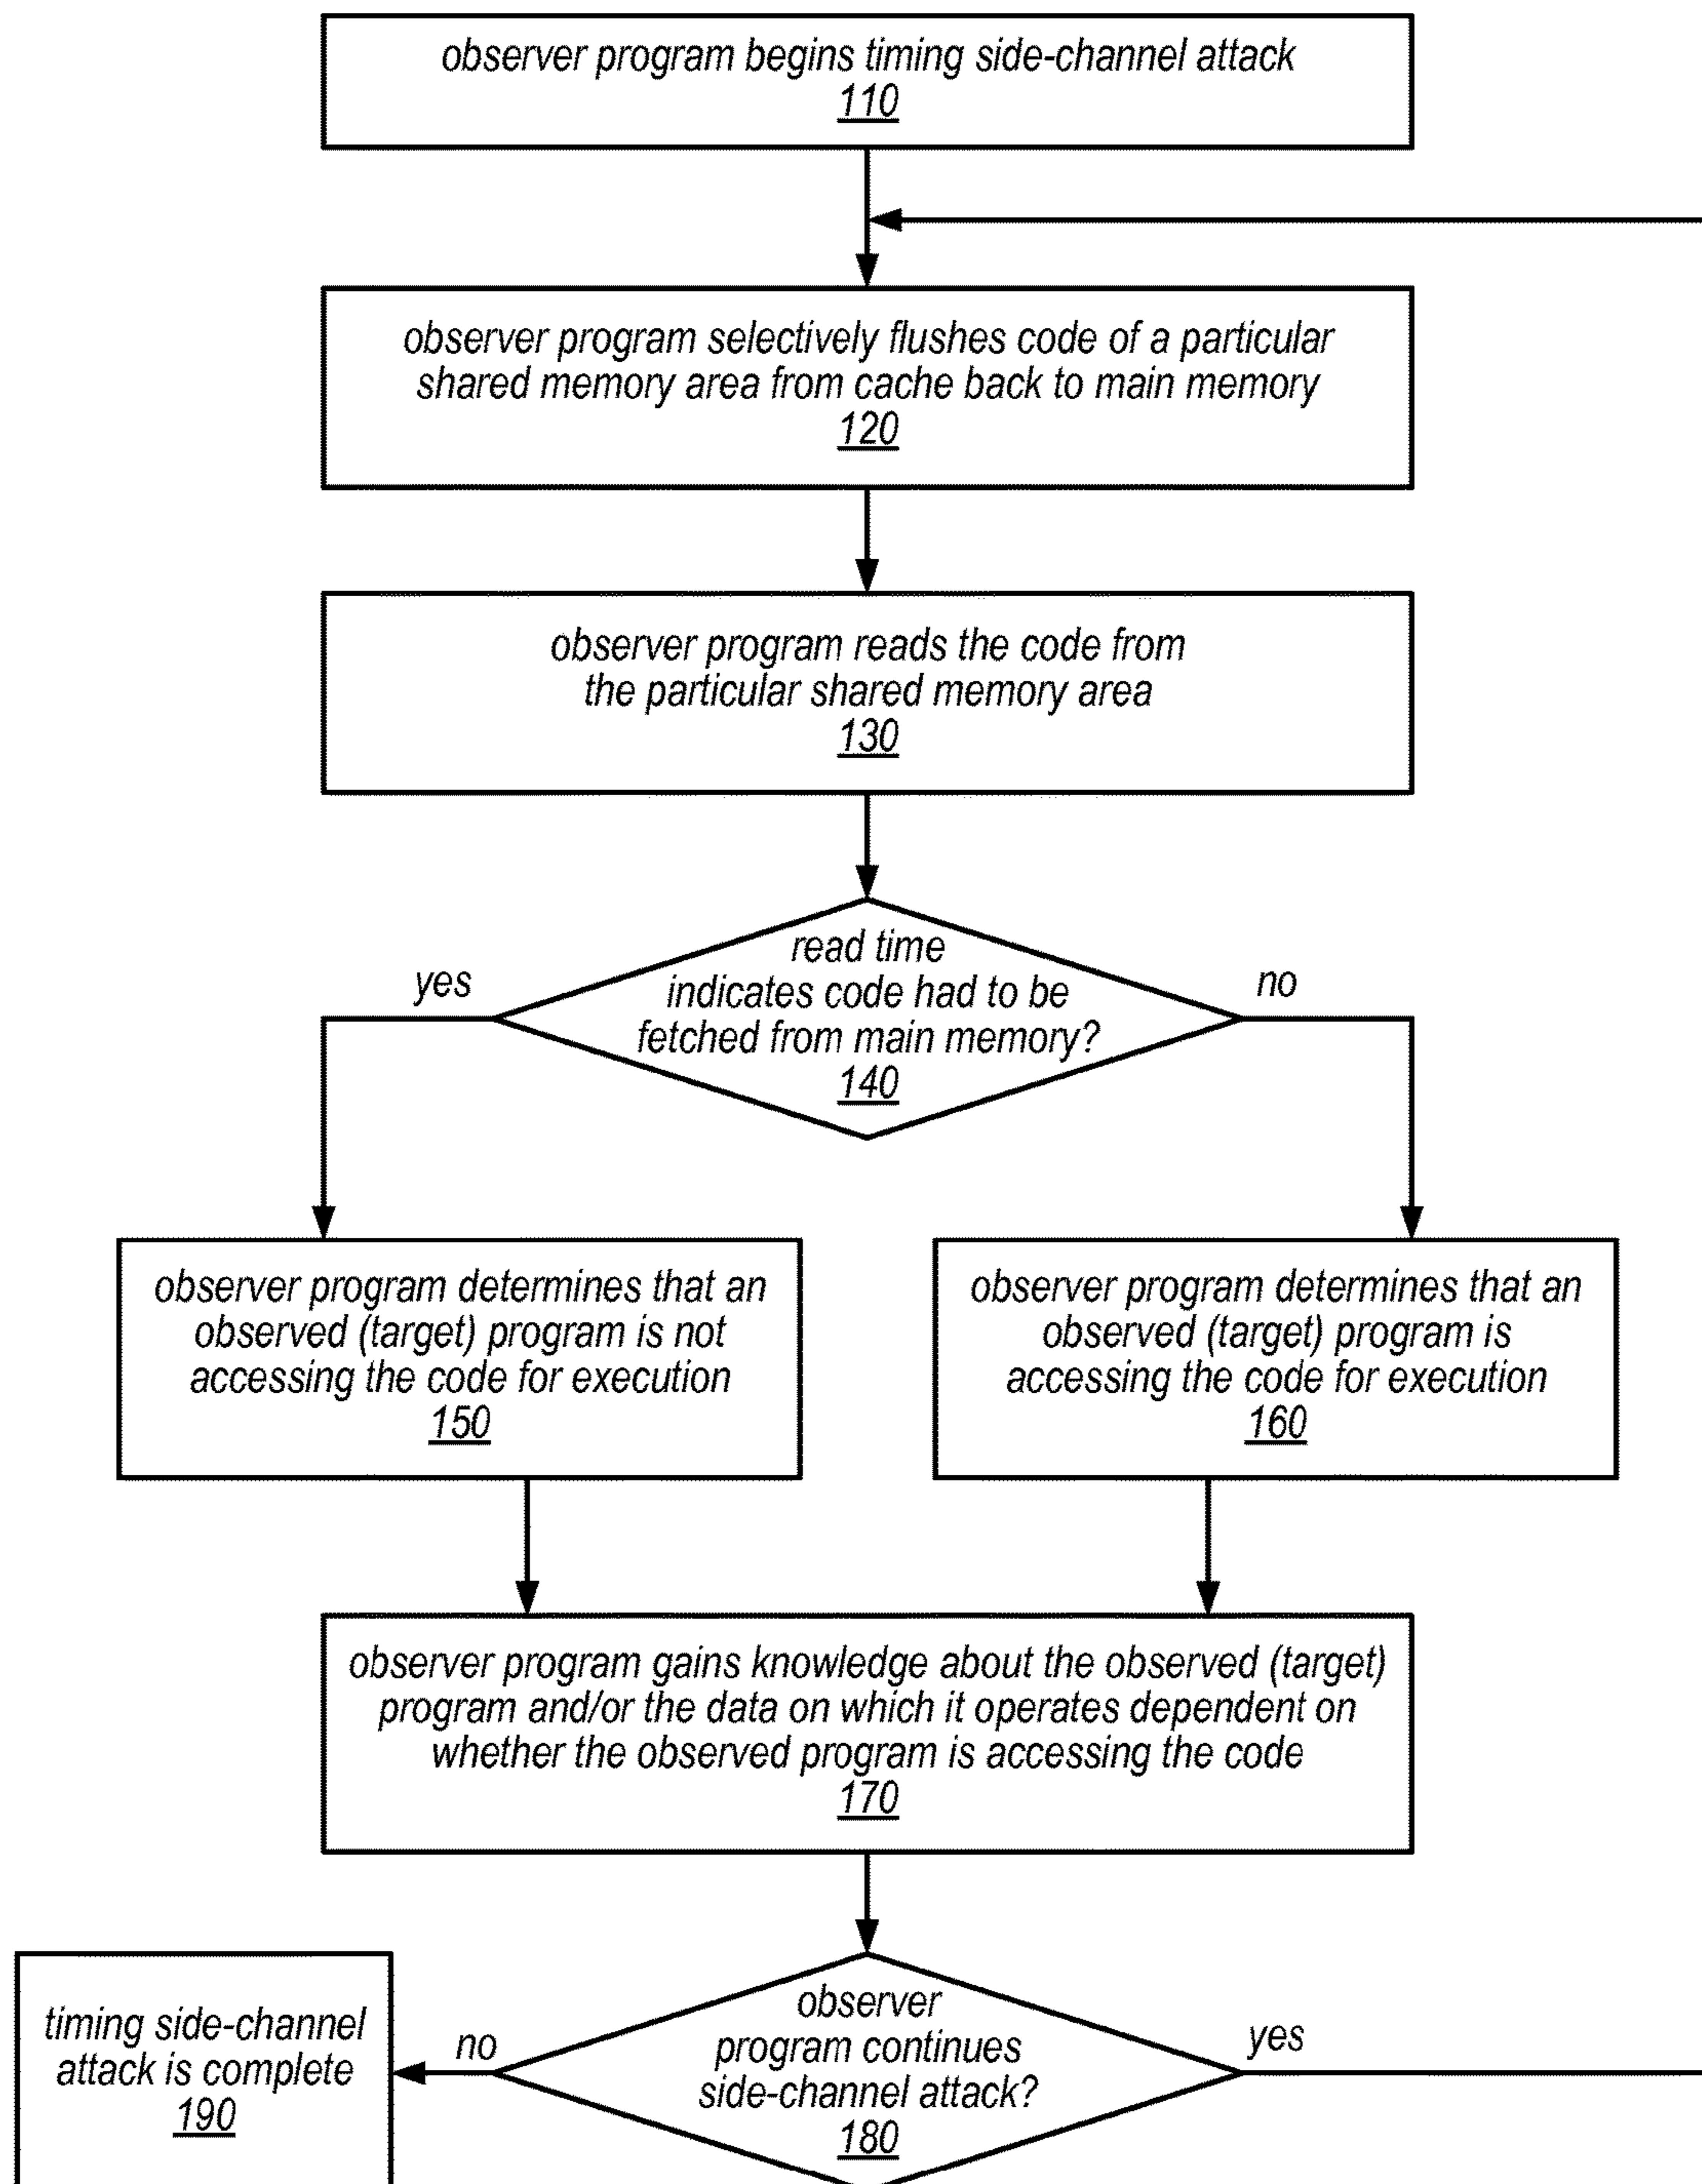 observer program begins timing side-channel attack
110
observer program selectively flushes code of a particular
shared memory area from cache back to main memory
120
observer program reads the code from
the particular shared memory area
130
read time
indicates code had to be
fetched from main memory?
140
yes
no
observer program determines that an
observed (target) program is not
accessing the code for execution
150
observer program determines that an
observed (target) program is
accessing the code for execution
160
observer program gains knowledge about the observed (target)
program and/or the data on which it operates dependent on
whether the observed program is accessing the code
170
observer
program continues
side-channel attack?
180
no
yes
timing side-channel
attack is complete
190